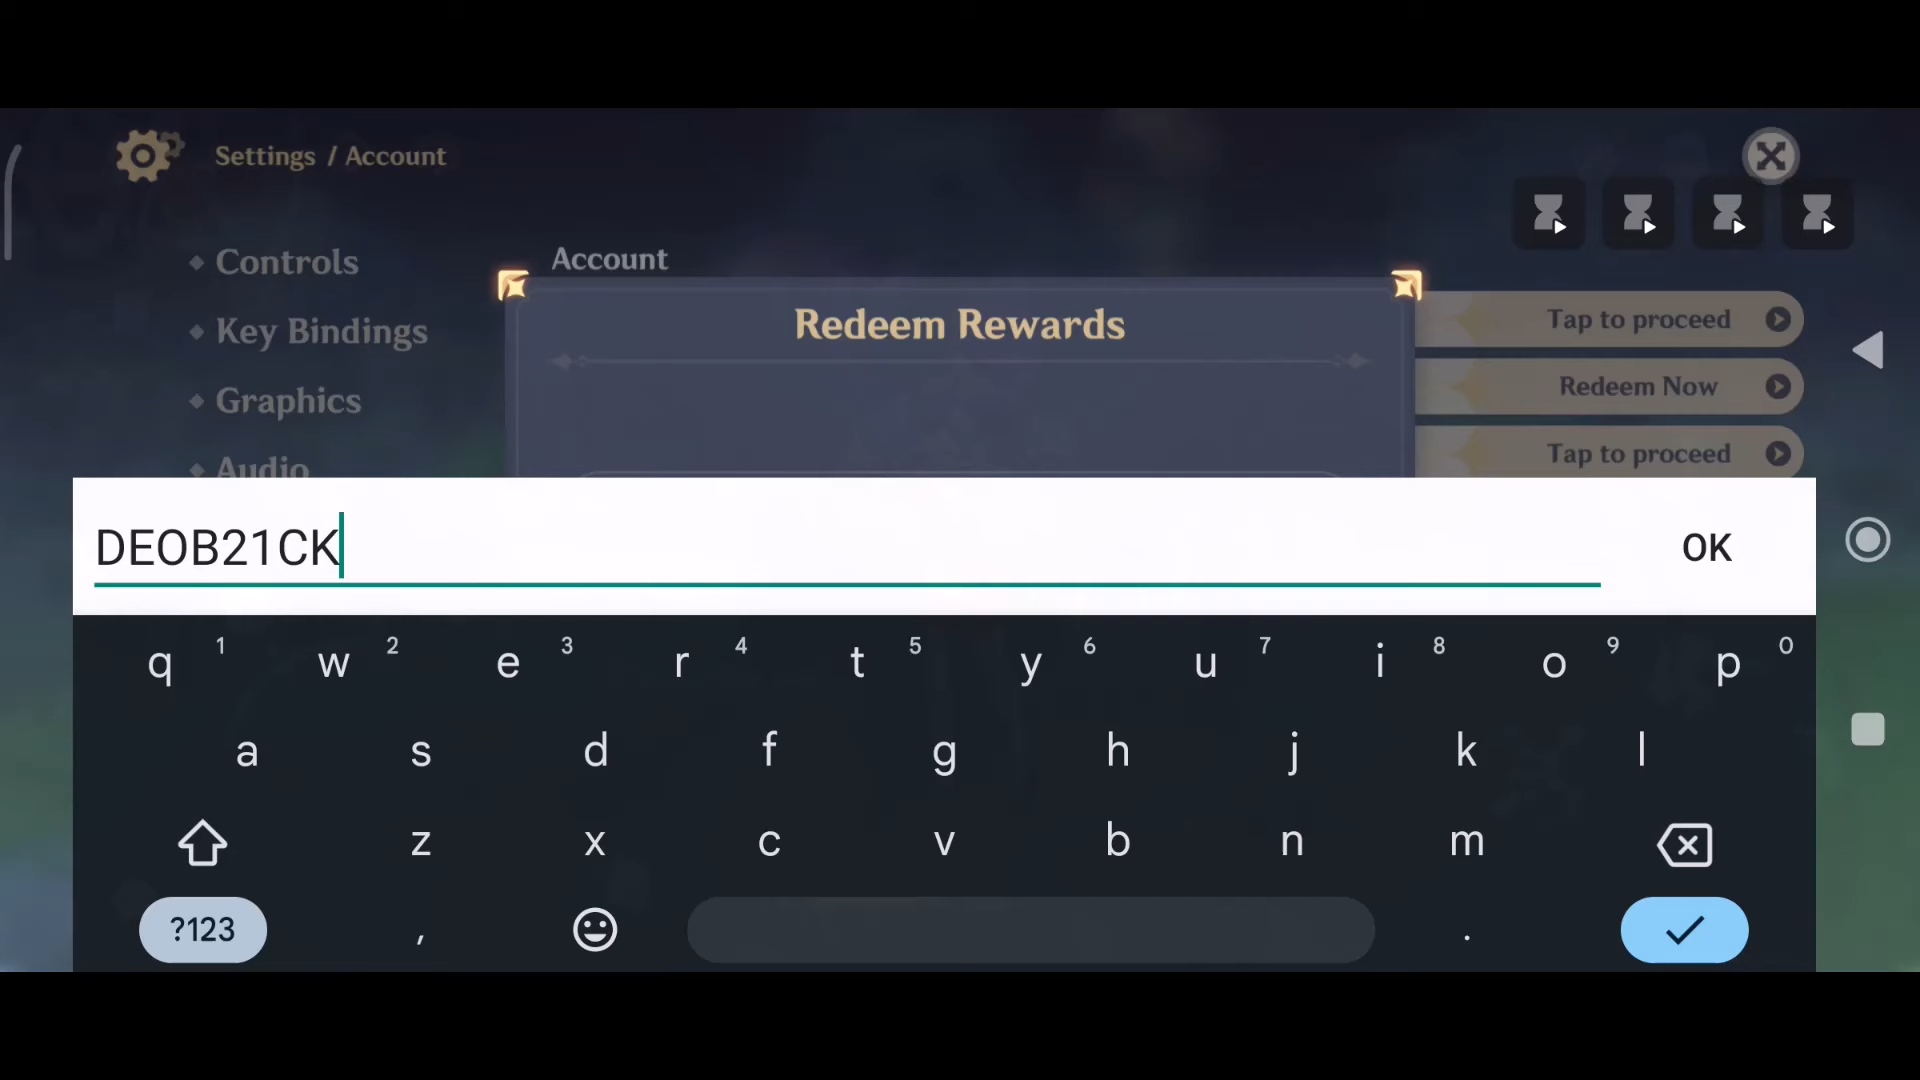 Settings / Account
Controls
Key Bindings
Graphics
Audio
Account
Redeem Rewards
Tap to proceed
Redeem Now
Tap to proceed
DEOB21CK
OK
q 1 w 2 e 3 r 4 t 5 y 6 u 7 i 8 o 9 p 0
a s d f g h j k l
z x c v b n m
?123 , .